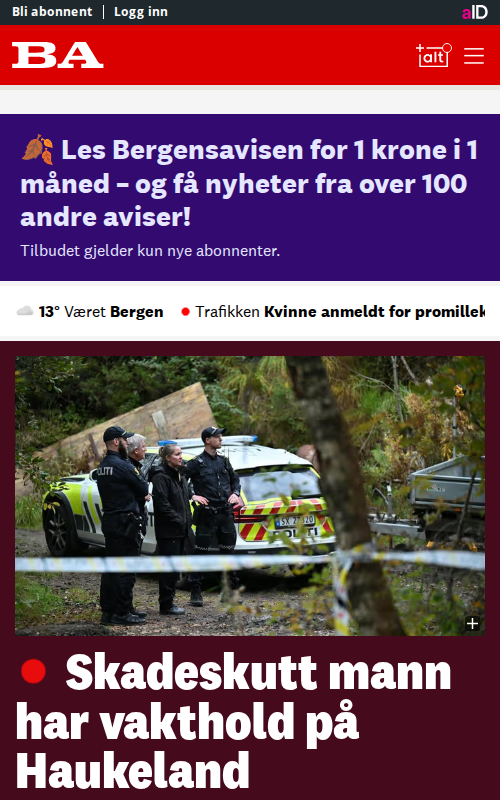 Bli abonnent | Logg inn
aID
BA
+alt
Les Bergensavisen for 1 krone i 1
måned – og få nyheter fra over 100
andre aviser!
Tilbudet gjelder kun nye abonnenter.
13° Været Bergen
Trafikken Kvinne anmeldt for promillek
POLITI
Skadeskutt mann
har vakthold på
Haukeland